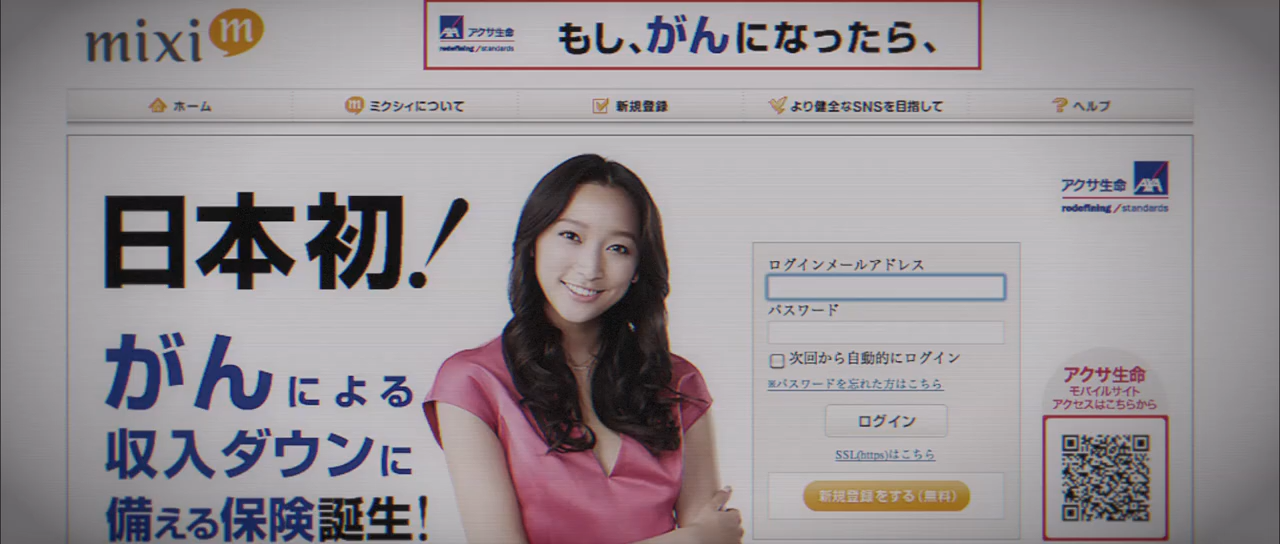 mixi m
AXA アクサ生命
redefining / standards
もし、がんになったら、
ホーム
m ミクシィについて
新規登録
より健全なSNSを目指して
? ヘルプ
日本初!
がんによる
収入ダウンに
備える保険誕生!
アクサ生命 AXA
redefining / standards
ログインメールアドレス
パスワード
次回から自動的にログイン
※パスワードを忘れた方はこちら
ログイン
SSL(https)はこちら
新規登録をする(無料)
アクサ生命
モバイルサイト
アクセスはこちらから